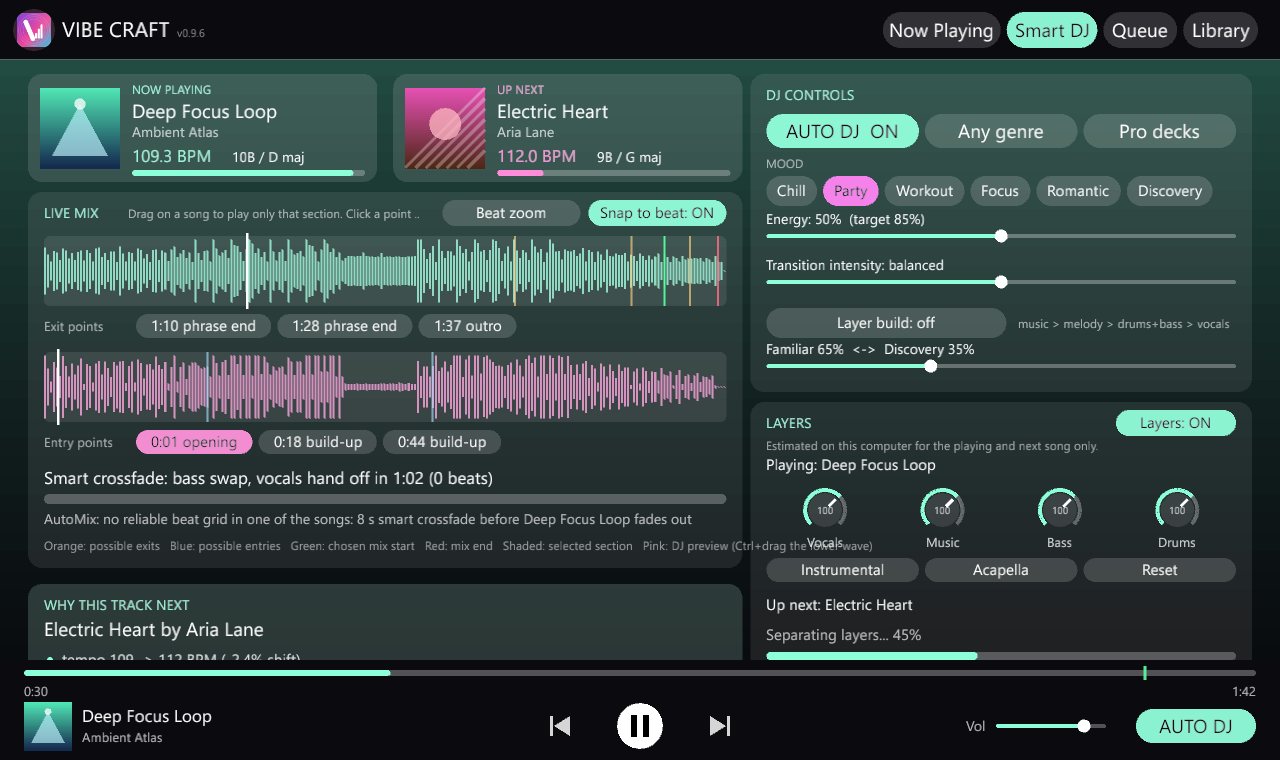 VIBE CRAFT v0.9.6
Now Playing Smart DJ Queue Library
NOW PLAYING
Deep Focus Loop
Ambient Atlas
109.3 BPM 10B / D maj
UP NEXT
Electric Heart
Aria Lane
112.0 BPM 9B / G maj
LIVE MIX Drag on a song to play only that section. Click a point .. Beat zoom Snap to beat: ON
Exit points 1:10 phrase end 1:28 phrase end 1:37 outro
Entry points 0:01 opening 0:18 build-up 0:44 build-up
Smart crossfade: bass swap, vocals hand off in 1:02 (0 beats)
AutoMix: no reliable beat grid in one of the songs: 8 s smart crossfade before Deep Focus Loop fades out
Orange: possible exits Blue: possible entries Green: chosen mix start Red: mix end Shaded: selected section Pink: DJ preview (Ctrl+drag the lower wave)
WHY THIS TRACK NEXT
Electric Heart by Aria Lane
tempo 109 -> 112 BPM (-2.4% shift)
DJ CONTROLS
AUTO DJ ON Any genre Pro decks
MOOD
Chill Party Workout Focus Romantic Discovery
Energy: 50% (target 85%)
Transition intensity: balanced
Layer build: off music > melody > drums+bass > vocals
Familiar 65% <-> Discovery 35%
LAYERS Layers: ON
Estimated on this computer for the playing and next song only.
Playing: Deep Focus Loop
100 100 100 100
Vocals Music Bass Drums
Instrumental Acapella Reset
Up next: Electric Heart
Separating layers... 45%
0:30 1:42
Deep Focus Loop
Ambient Atlas
Vol AUTO DJ